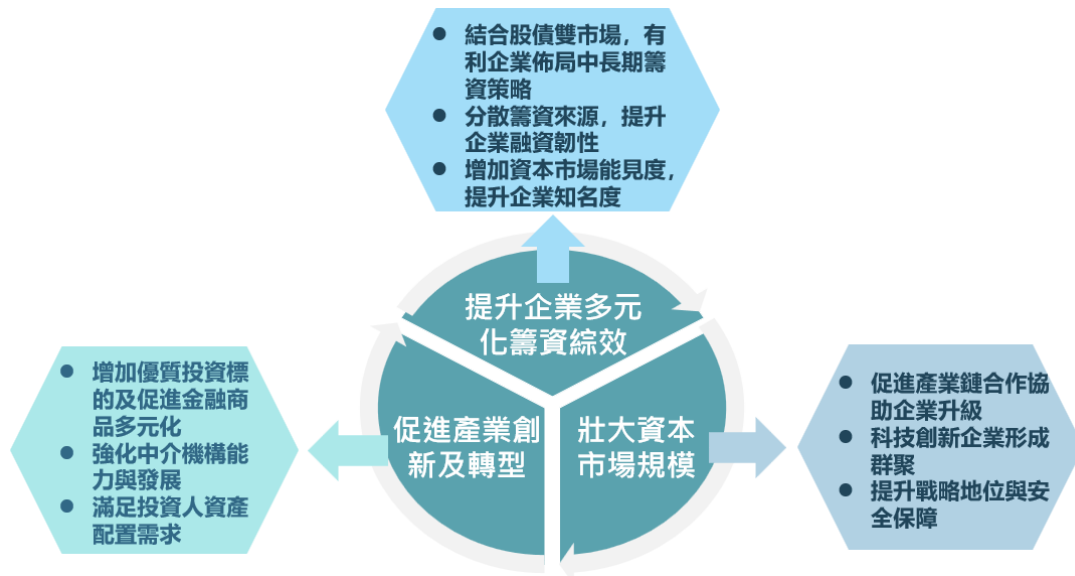 ● 結合股債雙市場，有
利企業佈局中長期籌
資策略
● 分散籌資來源，提升
企業融資韌性
● 增加資本市場能見度，
提升企業知名度
提升企業多元
化籌資綜效
促進產業創
新及轉型
壯大資本
市場規模
● 增加優質投資標
的及促進金融商
品多元化
● 強化中介機構能
力與發展
● 滿足投資人資產
配置需求
● 促進產業鏈合作協
助企業升級
● 科技創新企業形成
群聚
● 提升戰略地位與安
全保障